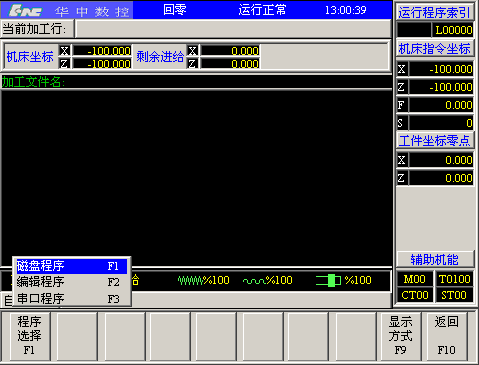 华中数控 回零 运行正常 13:00:39
运行程序索引
L00000
当前加工行:
机床坐标 X -100.000 剩余进给 X 0.000
Z -100.000 Z 0.000
机床指令坐标
X -100.000
Z -100.000
F 0.000
S 0
工件坐标零点
X 0.000
Z 0.000
加工文件名:
辅助机能
M00 T0100
CT00 ST00
磁盘程序 F1
编辑程序 F2
串口程序 F3
%100 %100 %100
程序选择 F1
显示方式 F9
返回 F10